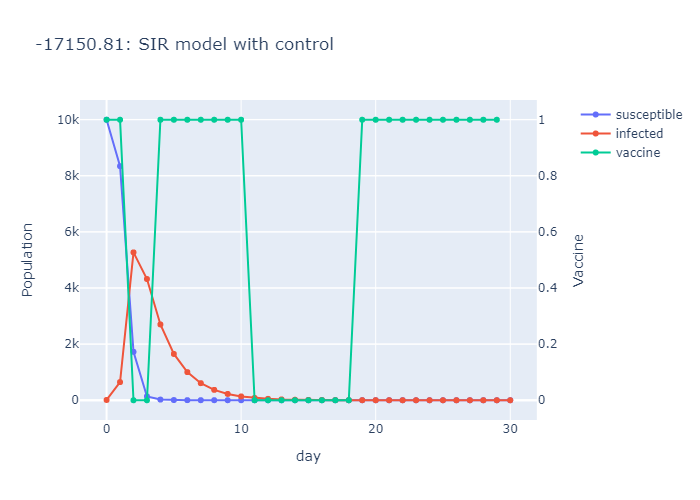 -17150.81: SIR model with control
susceptible
infected
vaccine
10k
8k
6k
4k
2k
0
Population
1
0.8
0.6
0.4
0.2
0
Vaccine
0
10
20
30
day